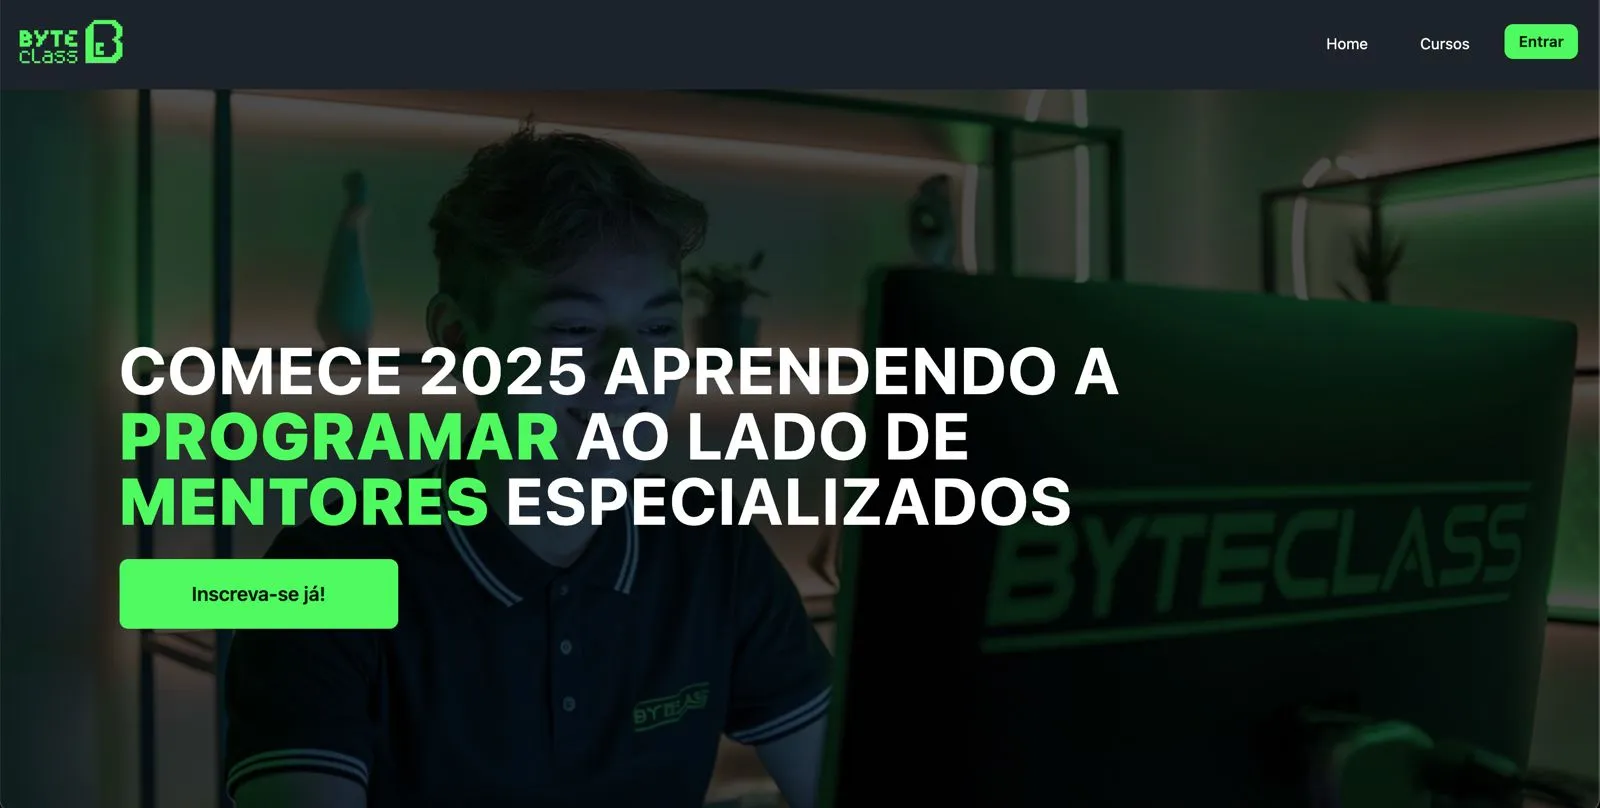 BYTE
class
Home
Cursos
Entrar
COMECE 2025 APRENDENDO A
PROGRAMAR AO LADO DE
MENTORES ESPECIALIZADOS
Inscreva-se já!
BYTECLASS
BYTECLASS